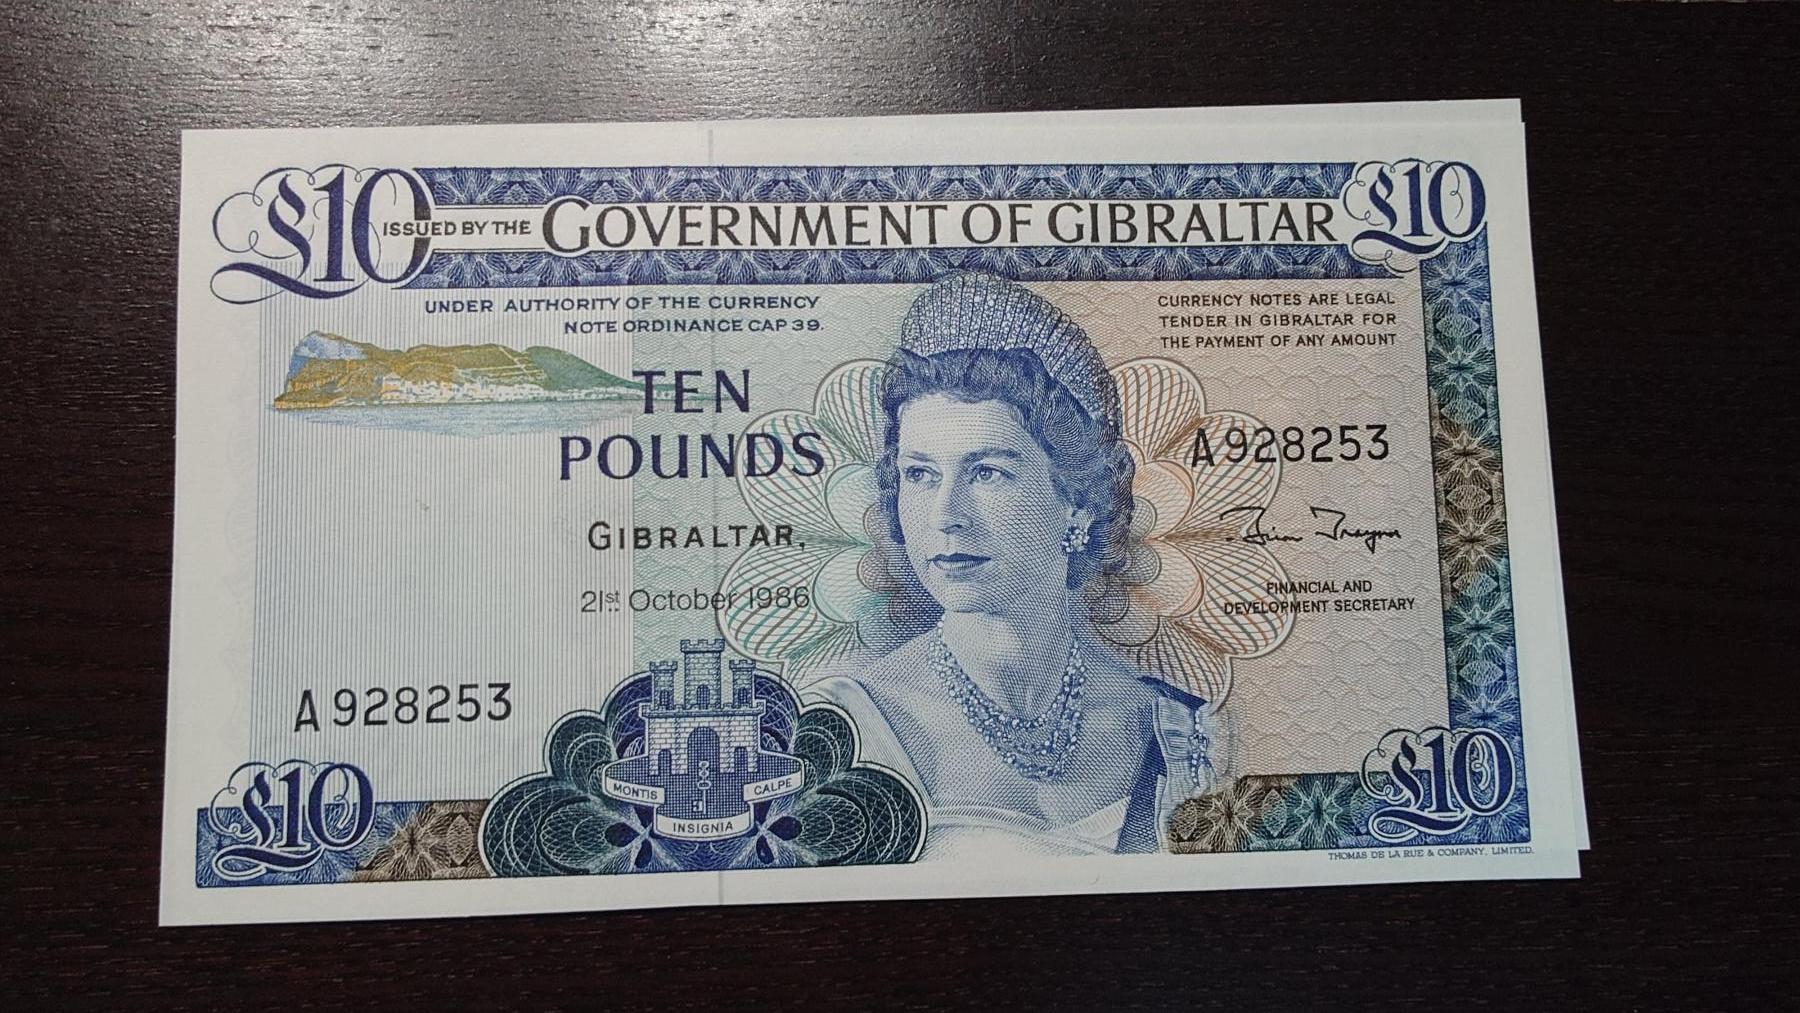 £10 ISSUED BY THE GOVERNMENT OF GIBRALTAR £10
UNDER AUTHORITY OF THE CURRENCY
NOTE ORDINANCE CAP 39.
CURRENCY NOTES ARE LEGAL
TENDER IN GIBRALTAR FOR
THE PAYMENT OF ANY AMOUNT
TEN
POUNDS
A928253
GIBRALTAR,
21st October 1986
Brian Traynor
FINANCIAL AND
DEVELOPMENT SECRETARY
A928253
MONTIS
INSIGNIA
CALPE
£10
£10
THOMAS DE LA RUE & COMPANY, LIMITED.